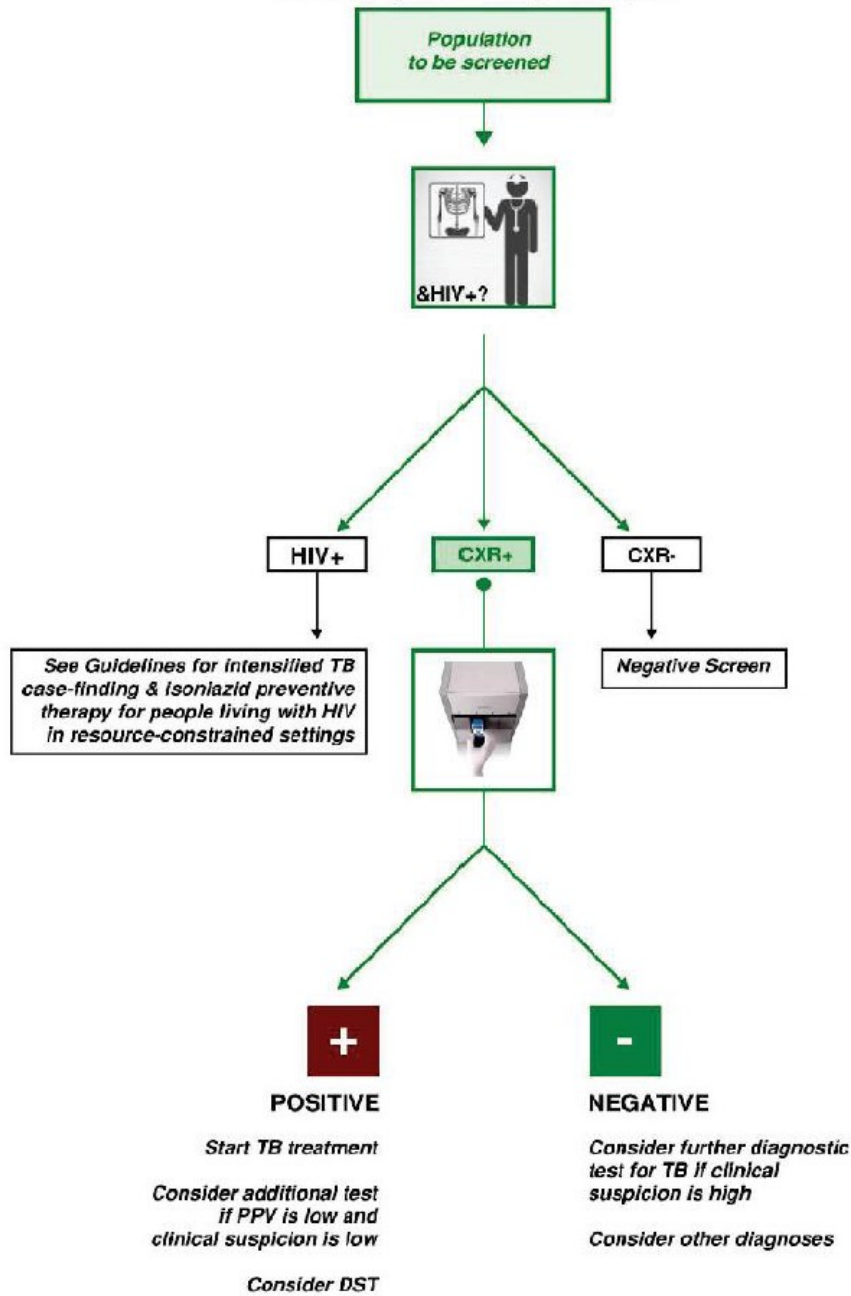 Population
to be screened
&HIV+?
HIV+
CXR+
CXR-
See Guidelines for intensified TB
case-finding & isoniazid preventive
therapy for people living with HIV
in resource-constrained settings
Negative Screen
+
-
POSITIVE
NEGATIVE
Start TB treatment
Consider additional test
if PPV is low and
clinical suspicion is low
Consider DST
Consider further diagnostic
test for TB if clinical
suspicion is high
Consider other diagnoses